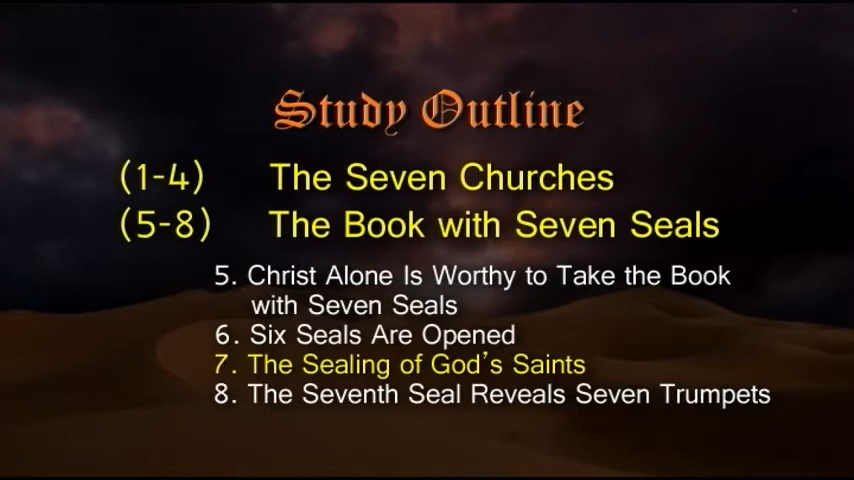 Study Outline
(1-4) The Seven Churches
(5-8) The Book with Seven Seals
5. Christ Alone Is Worthy to Take the Book
with Seven Seals
6. Six Seals Are Opened
7. The Sealing of God's Saints
8. The Seventh Seal Reveals Seven Trumpets